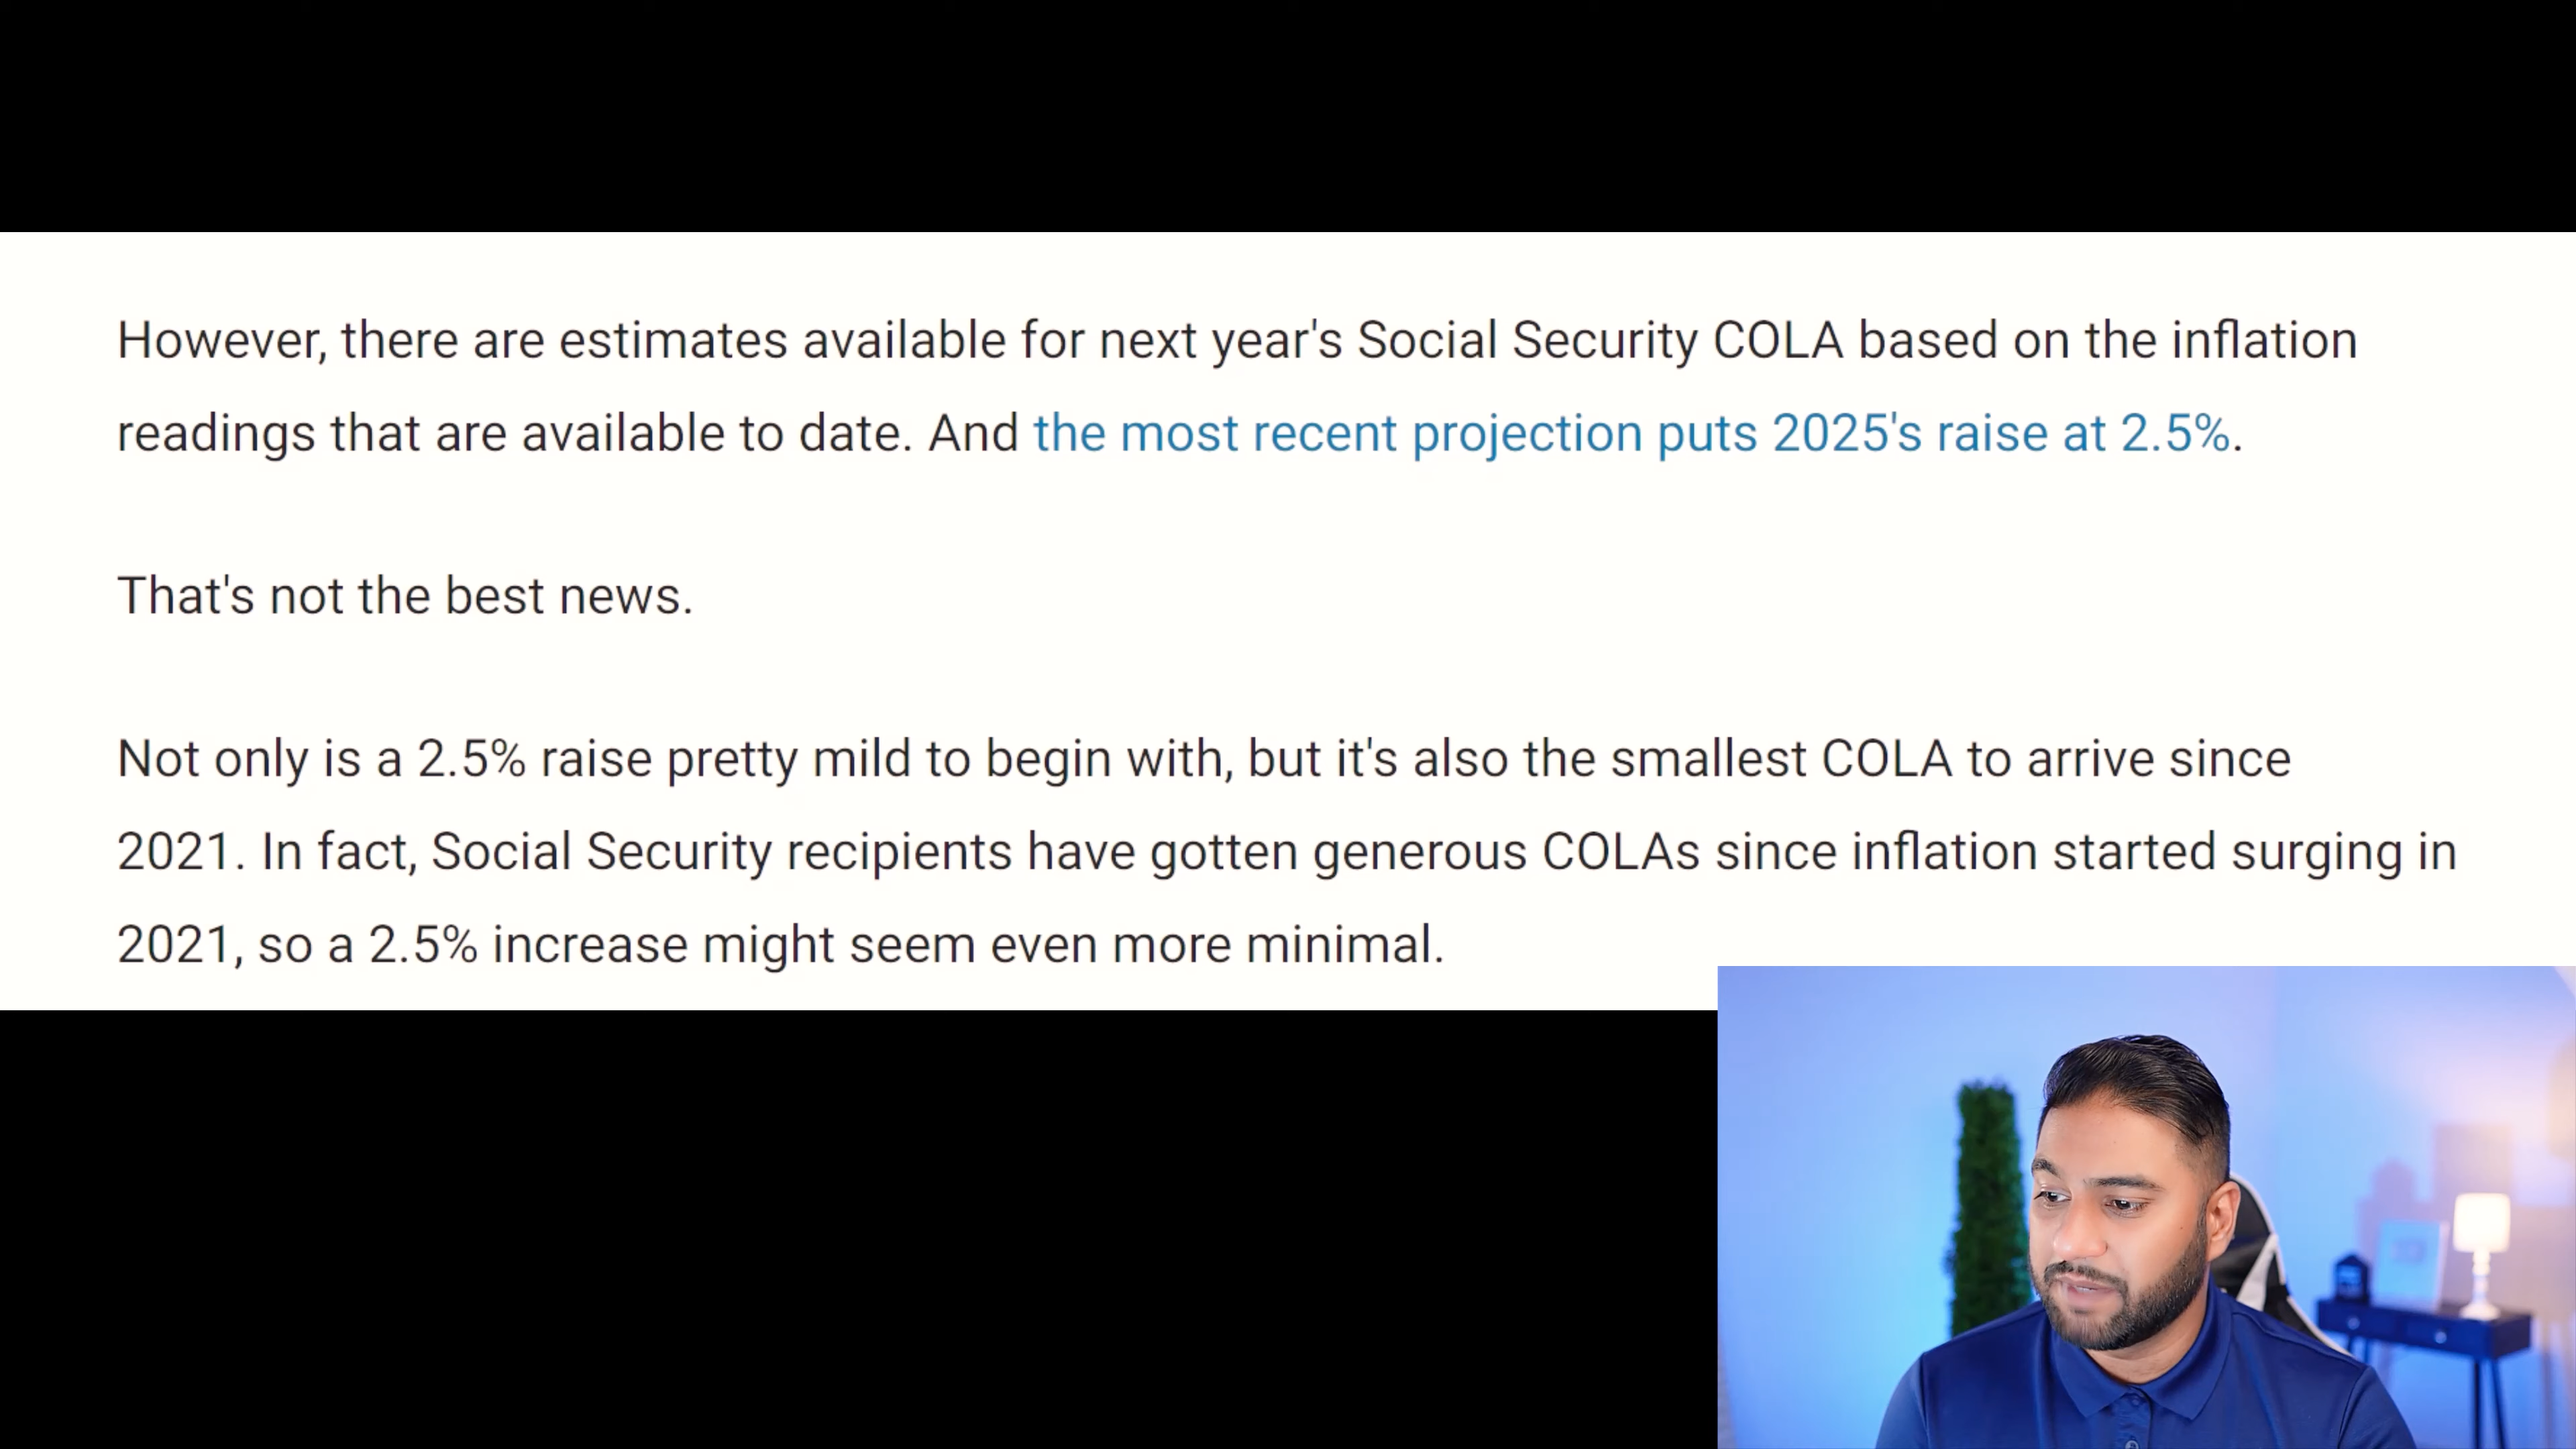 However, there are estimates available for next year's Social Security COLA based on the inflation
readings that are available to date. And the most recent projection puts 2025's raise at 2.5%.
That's not the best news.
Not only is a 2.5% raise pretty mild to begin with, but it's also the smallest COLA to arrive since
2021. In fact, Social Security recipients have gotten generous COLAs since inflation started surging in
2021, so a 2.5% increase might seem even more minimal.